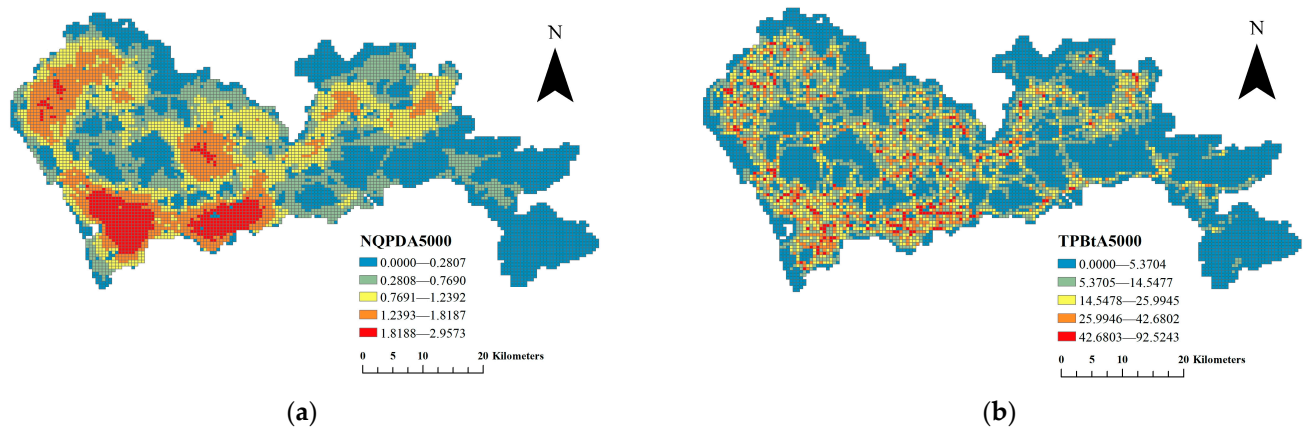 N
NQPDA5000
0.0000—0.2807
0.2808—0.7690
0.7691—1.2392
1.2393—1.8187
1.8188—2.9573
0 5 10 20 Kilometers
(a)
N
TPBtA5000
0.0000—5.3704
5.3705—14.5477
14.5478—25.9945
25.9946—42.6802
42.6803—92.5243
0 5 10 20 Kilometers
(b)